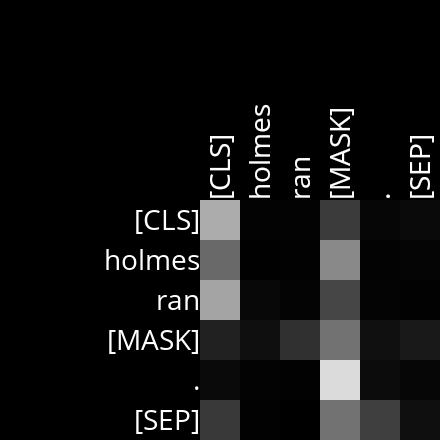 [CLS]
holmes
ran
[MASK]
.
[SEP]
[CLS]
holmes
ran
[MASK]
.
[SEP]